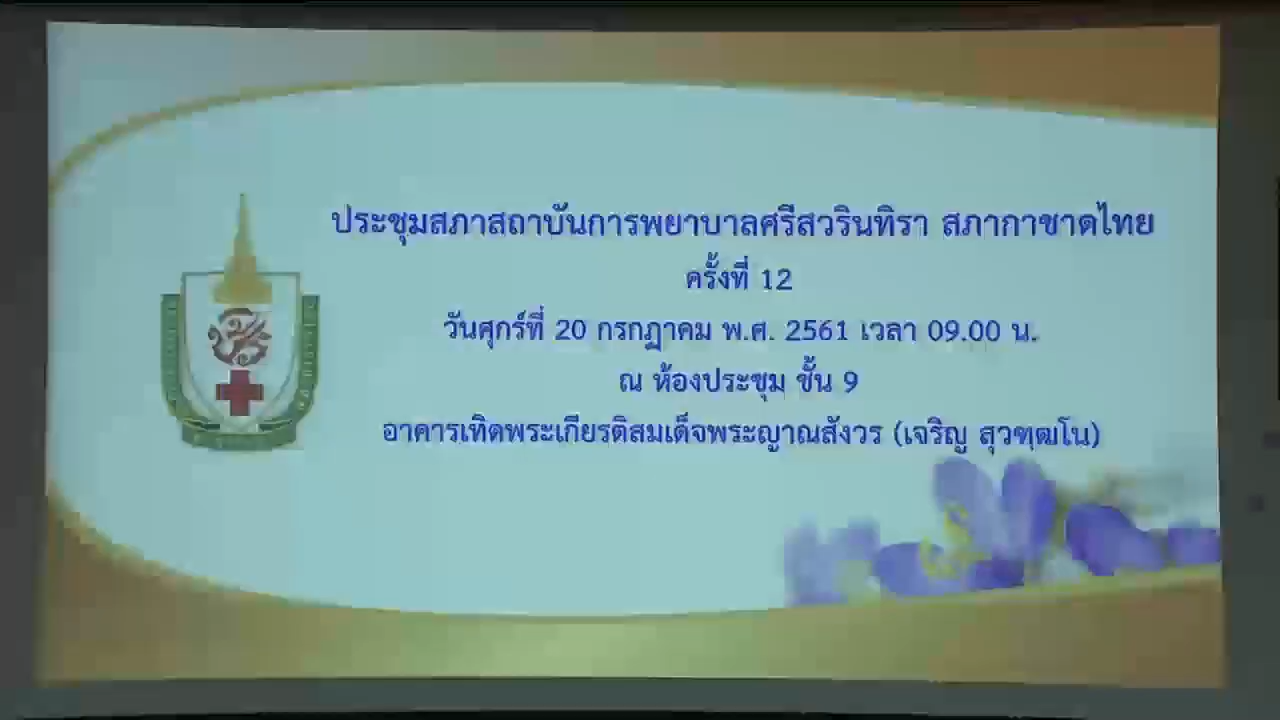 ประชุมสภาสถาบันการพยาบาลศรีสวรินทิรา สภากาชาดไทย
ครั้งที่ 12
วันศุกร์ที่ 20 กรกฎาคม พ.ศ. 2561 เวลา 09.00 น.
ณ ห้องประชุม ชั้น 9
อาคารเทิดพระเกียรติสมเด็จพระญาณสังวร (เจริญ สุวฑฺฒโน)